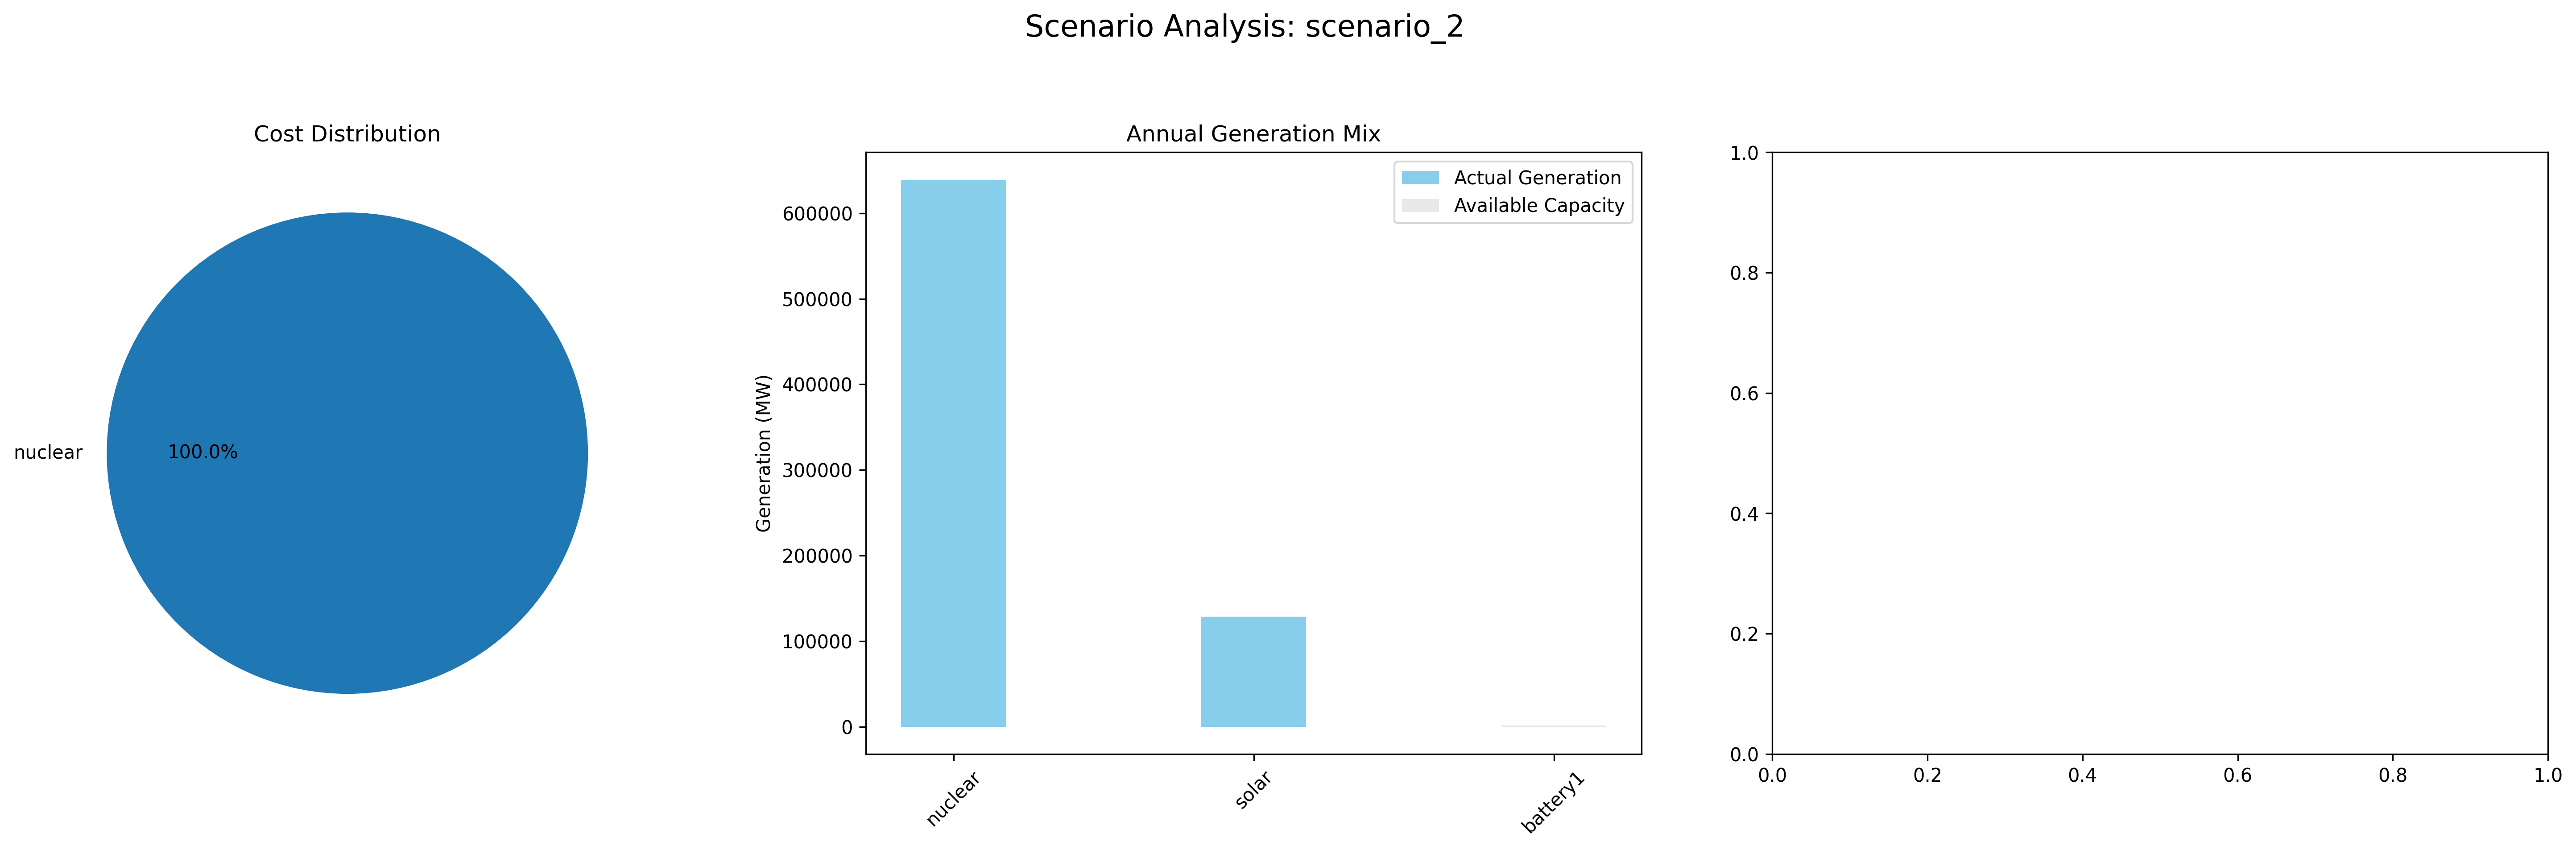 Scenario Analysis: scenario_2
Cost Distribution
nuclear
100.0%
Annual Generation Mix
Generation (MW)
600000
500000
400000
300000
200000
100000
0
Actual Generation
Available Capacity
nuclear
solar
battery1
1.0
0.8
0.6
0.4
0.2
0.0
0.0
0.2
0.4
0.6
0.8
1.0